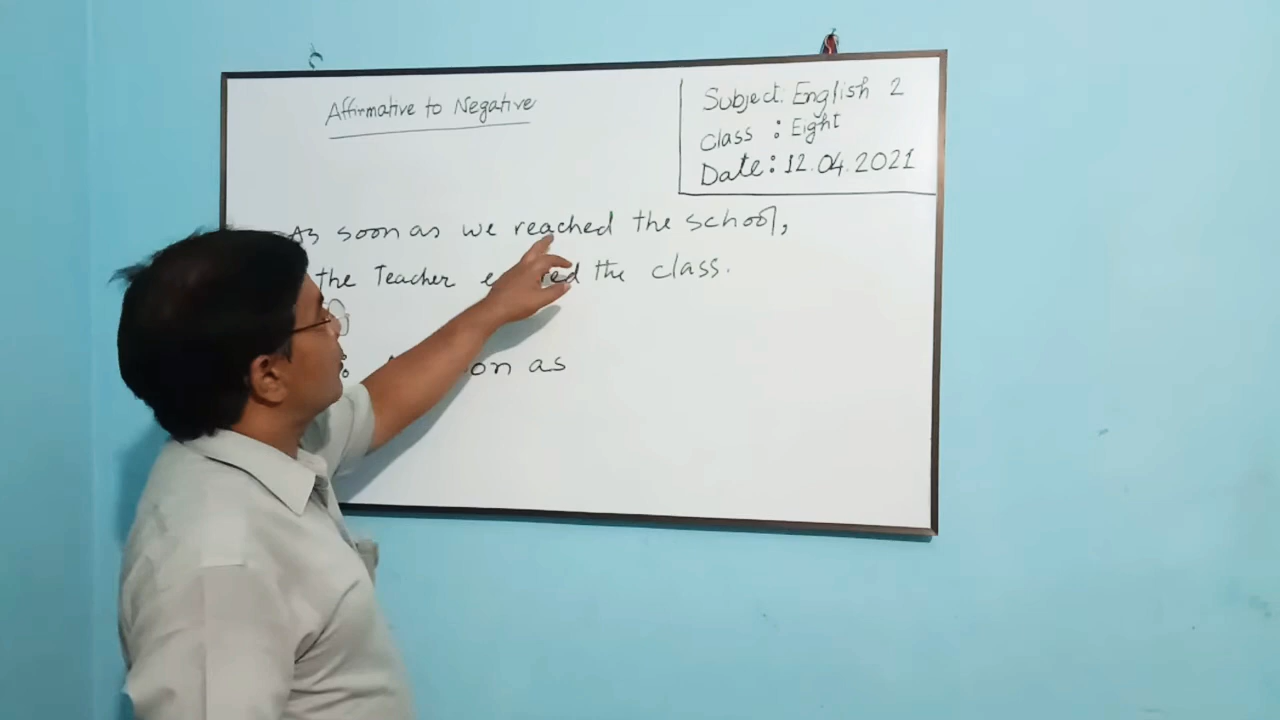 Affirmative to Negative
Subject: English 2
Class : Eight
Date: 12.04.2021
As soon as we reached the school,
the Teacher the class.
as